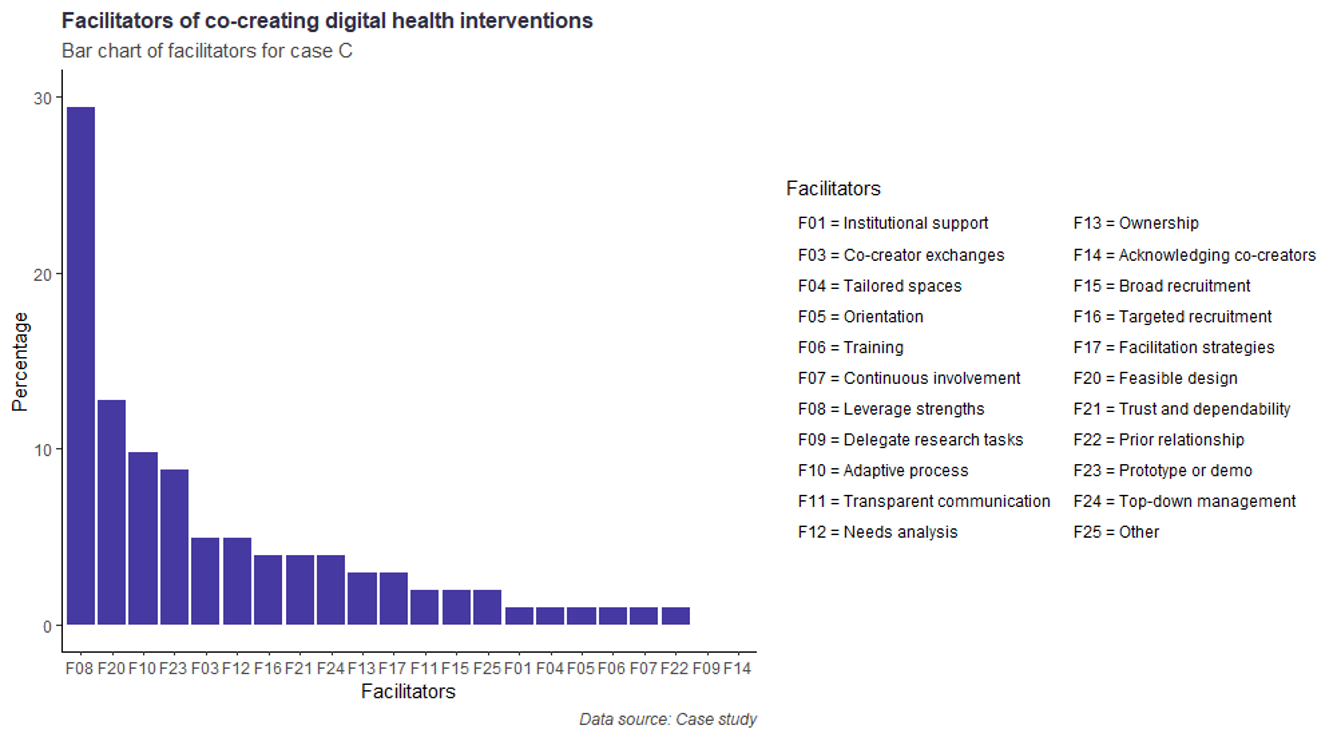 Facilitators of co-creating digital health interventions
Bar chart of facilitators for case C
30
20
10
0
Percentage
F08 F20 F10 F23 F03 F12 F16 F21 F24 F13 F17 F11 F15 F25 F01 F04 F05 F06 F07 F22 F09 F14
Facilitators
Data source: Case study
Facilitators
F01 = Institutional support
F03 = Co-creator exchanges
F04 = Tailored spaces
F05 = Orientation
F06 = Training
F07 = Continuous involvement
F08 = Leverage strengths
F09 = Delegate research tasks
F10 = Adaptive process
F11 = Transparent communication
F12 = Needs analysis
F13 = Ownership
F14 = Acknowledging co-creators
F15 = Broad recruitment
F16 = Targeted recruitment
F17 = Facilitation strategies
F20 = Feasible design
F21 = Trust and dependability
F22 = Prior relationship
F23 = Prototype or demo
F24 = Top-down management
F25 = Other